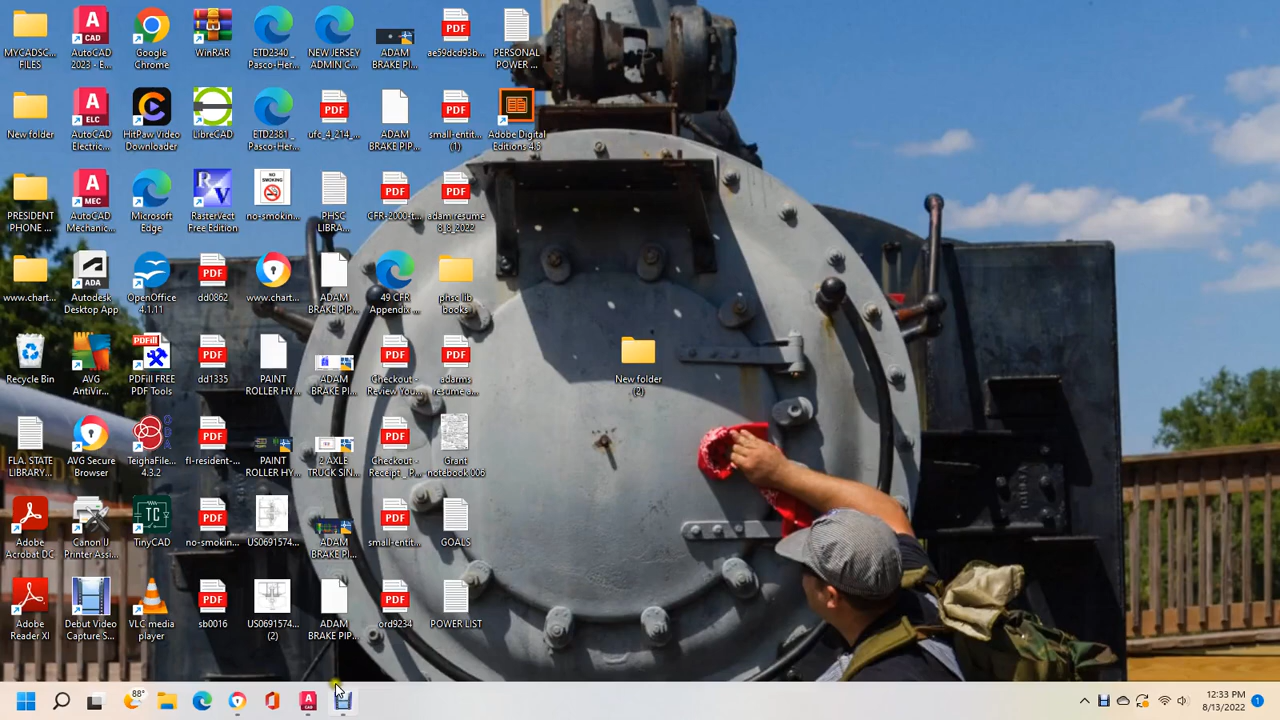 MYCADSC...
FILES
AutoCAD
2023 - E...
Google
Chrome
WinRAR
ETD2340_
Pasco-Her...
NEW JERSEY
ADMIN C...
ADAM
BRAKE PI...
ae59dcd93b...
PERSONAL
POWER ...
New folder
AutoCAD
Electric...
HitPaw Video
Downloader
LibreCAD
ETD2381_
Pasco-Her...
ufc_4_214_...
ADAM
BRAKE PIP...
small-entit...
(1)
Adobe Digital
Editions 4.5
PRESIDENT
PHONE ...
AutoCAD
Mechanic...
Microsoft
Edge
RasterVect
Free Edition
no-smokin...
PHSC
LIBRA...
CFR-2000-t...
adam resume
8_8_2022
www.chart...
Autodesk
Desktop App
OpenOffice
4.1.11
dd0862
www.chart...
ADAM
BRAKE PIP...
49 CFR
Appendix ...
phsc lib
books
Recycle Bin
AVG
AntiVir...
PDFill FREE
PDF Tools
dd1335
PAINT
ROLLER HY...
ADAM
BRAKE PI...
Checkout -
Review You...
adams
resume a...
New folder
(2)
FLA. STATE
LIBRARY...
AVG Secure
Browser
TeighaFile...
4.3.2
fl-resident-...
PAINT
ROLLER HY...
2 AXLE
TRUCK SIN...
Checkout -
Receipt _ P...
Grant
notebook 006
Adobe
Acrobat DC
Canon IJ
Printer Assi...
TinyCAD
no-smokin...
US0691574...
ADAM
BRAKE PI...
small-entit...
GOALS
Adobe
Reader XI
Debut Video
Capture S...
VLC media
player
sb0016
US0691574...
(2)
ADAM
BRAKE PIP...
ord9234
POWER LIST
88°
12:33 PM
8/13/2022
1